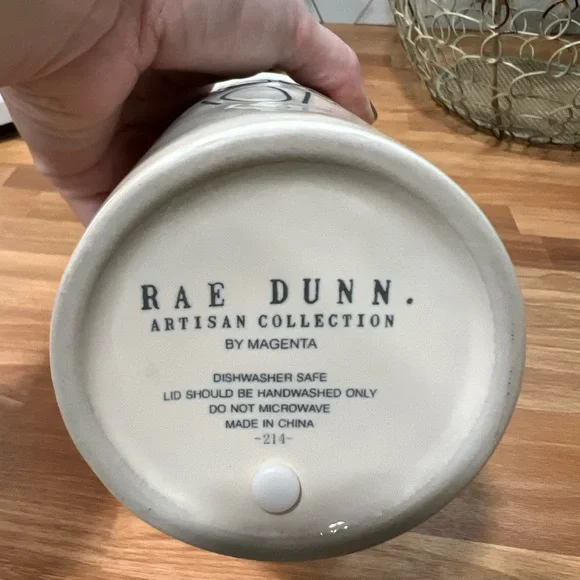 RAE DUNN.
ARTISAN COLLECTION
BY MAGENTA
DISHWASHER SAFE
LID SHOULD BE HANDWASHED ONLY
DO NOT MICROWAVE
MADE IN CHINA
-214-